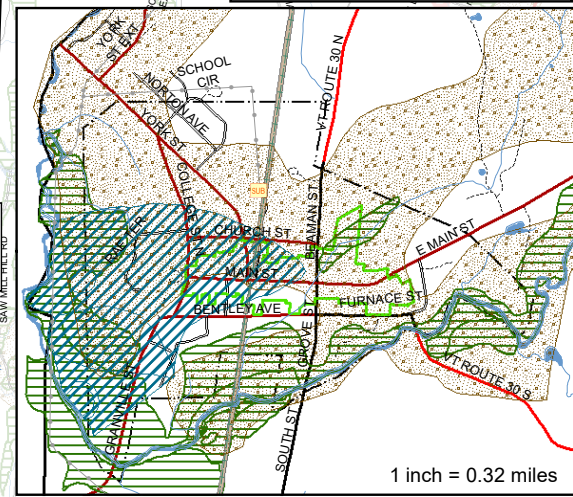 YORK
ST EXT
SCHOOL
CIR
NORTON AVE
YORK ST
VT ROUTE 30 N
SUB
COLLEGE
LN
CHURCH ST
BEAMAN ST
E MAIN ST
MAIN ST
SAW MILL HILL RD
FURNACE ST
BENTLEY AVE
GROVE S
VT ROUTE 30 S
GRANVILLE S
SOUTH ST
1 inch = 0.32 miles